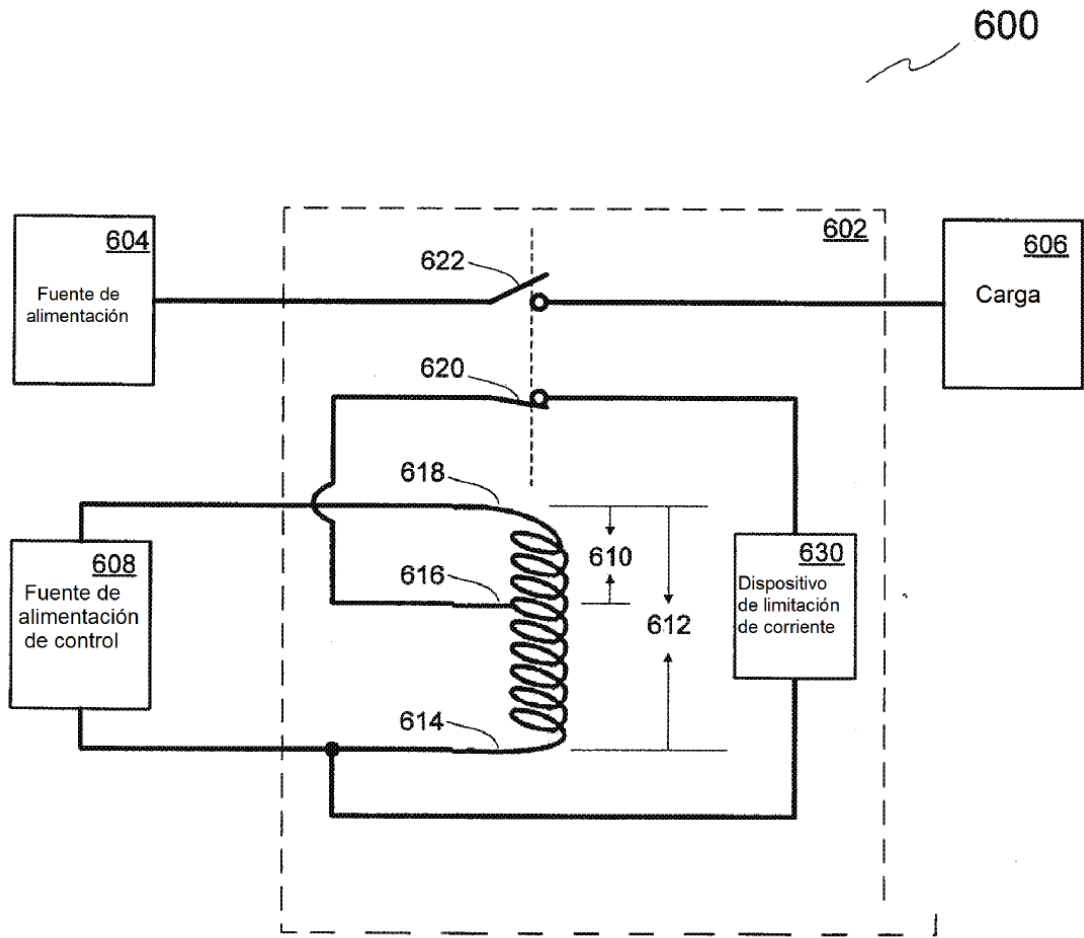 600
604
Fuente de
alimentación
602
606
Carga
622
620
618
608
Fuente de
alimentación
de control
610
616
612
630
Dispositivo
de limitación
de corriente
614